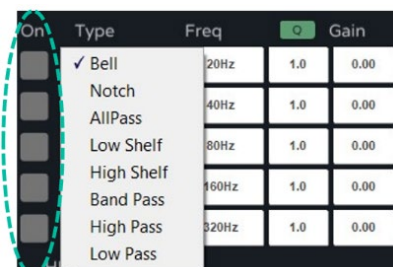 On Type Freq Q Gain
✓ Bell 20Hz 1.0 0.00
Notch
AllPass 40Hz 1.0 0.00
Low Shelf 80Hz 1.0 0.00
High Shelf
Band Pass 160Hz 1.0 0.00
High Pass 320Hz 1.0 0.00
Low Pass